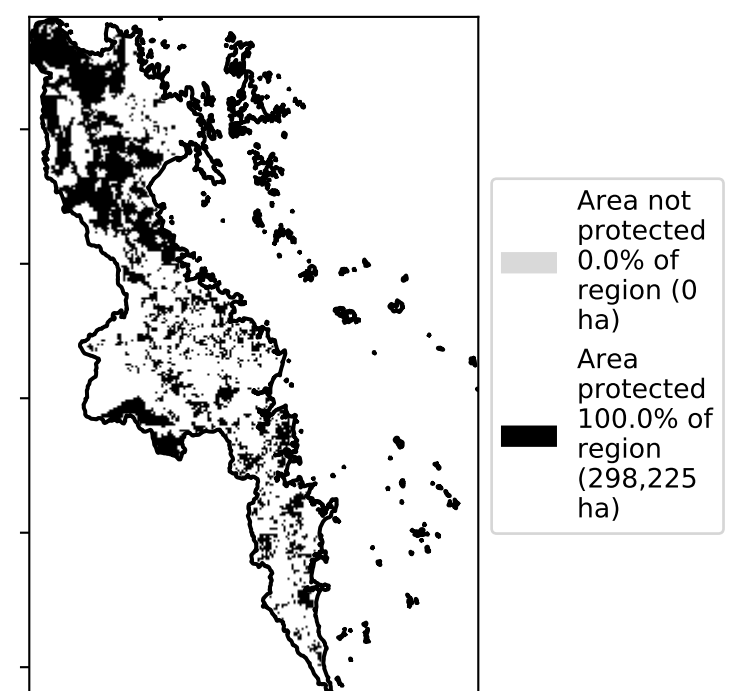 Area not
protected
0.0% of
region (0
ha)
Area
protected
100.0% of
region
(298,225
ha)